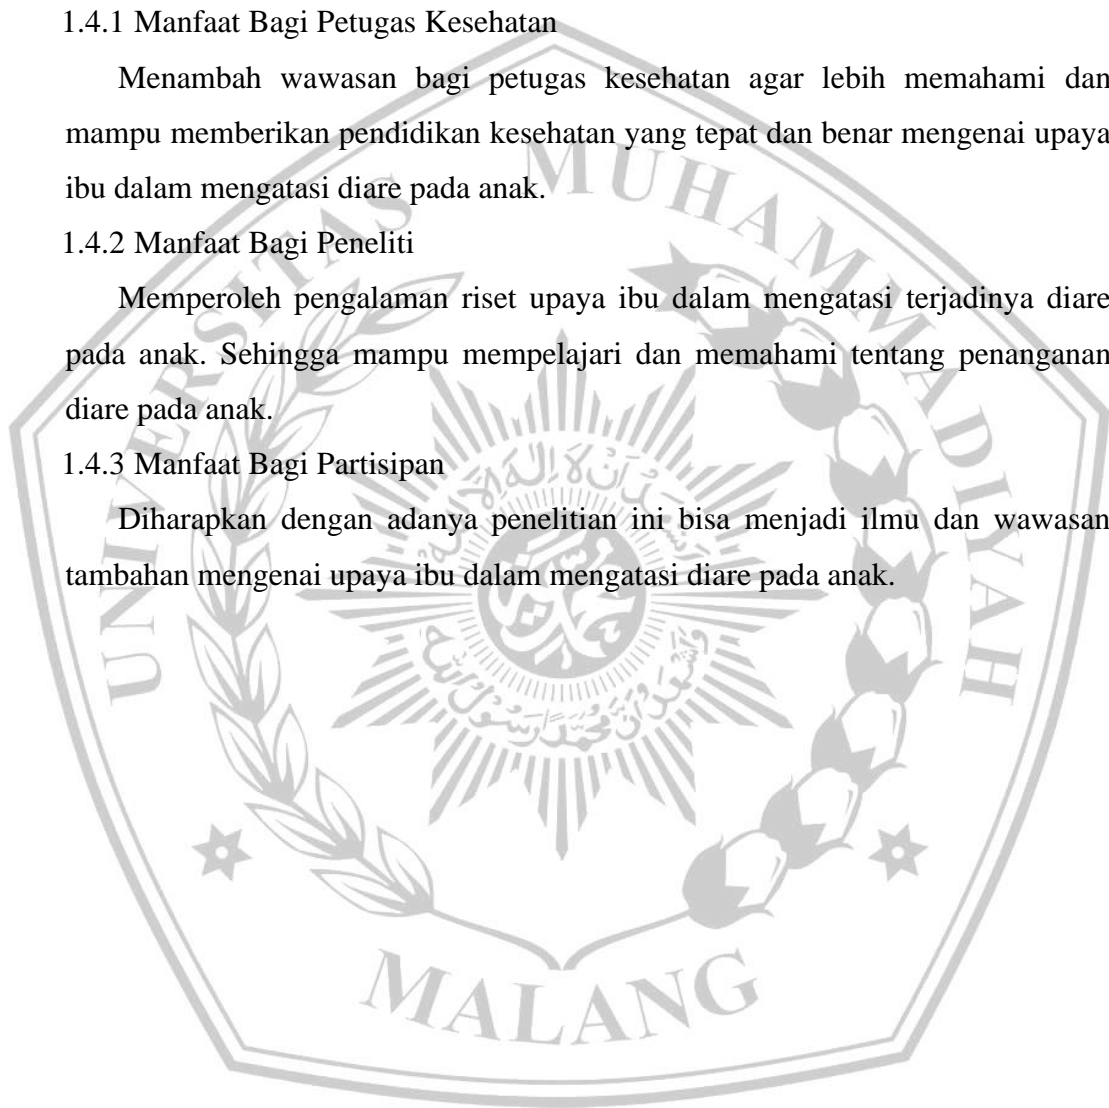 1.4.1 Manfaat Bagi Petugas Kesehatan
Menambah wawasan bagi petugas kesehatan agar lebih memahami dan
mampu memberikan pendidikan kesehatan yang tepat dan benar mengenai upaya
ibu dalam mengatasi diare pada anak.
1.4.2 Manfaat Bagi Peneliti
Memperoleh pengalaman riset upaya ibu dalam mengatasi terjadinya diare
pada anak. Sehingga mampu mempelajari dan memahami tentang penanganan
diare pada anak.
1.4.3 Manfaat Bagi Partisipan
Diharapkan dengan adanya penelitian ini bisa menjadi ilmu dan wawasan
tambahan mengenai upaya ibu dalam mengatasi diare pada anak.
UNIVERSITAS MUHAMMADIYAH
MALANG